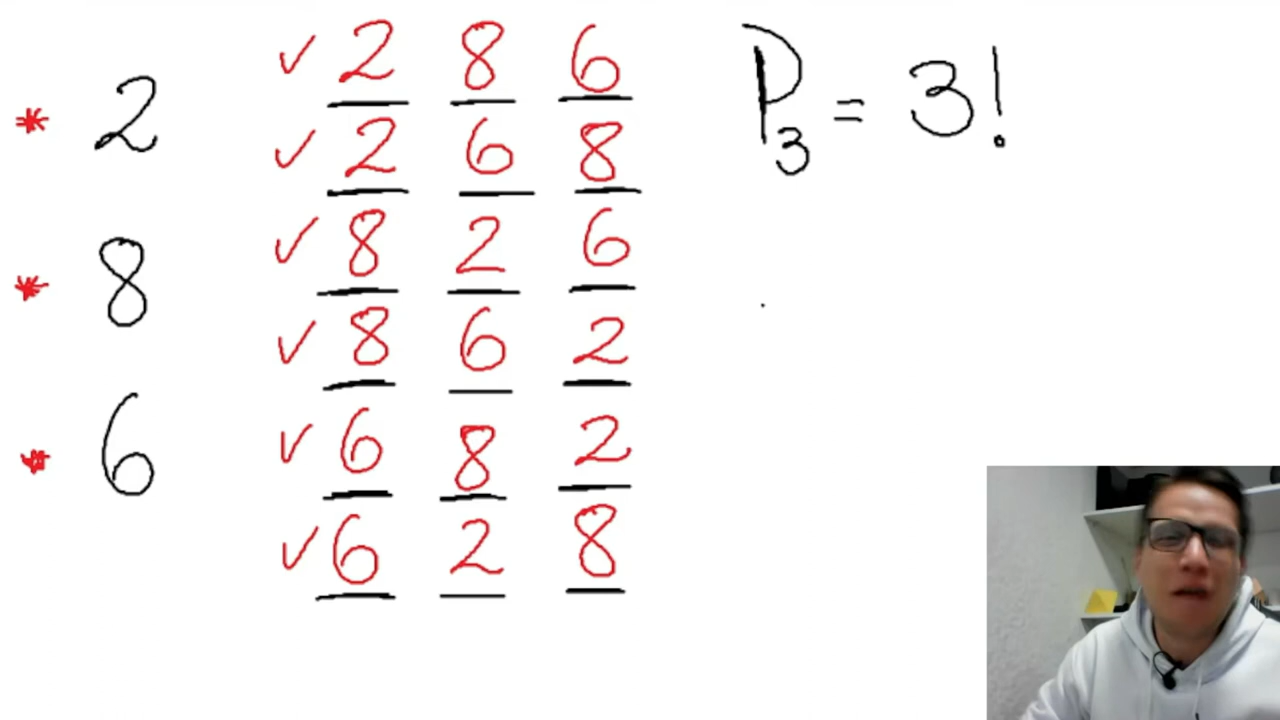 2
8
6
✓ 2 8 6
✓ 2 6 8
✓ 8 2 6
✓ 8 6 2
✓ 6 8 2
✓ 6 2 8
P₃ = 3!